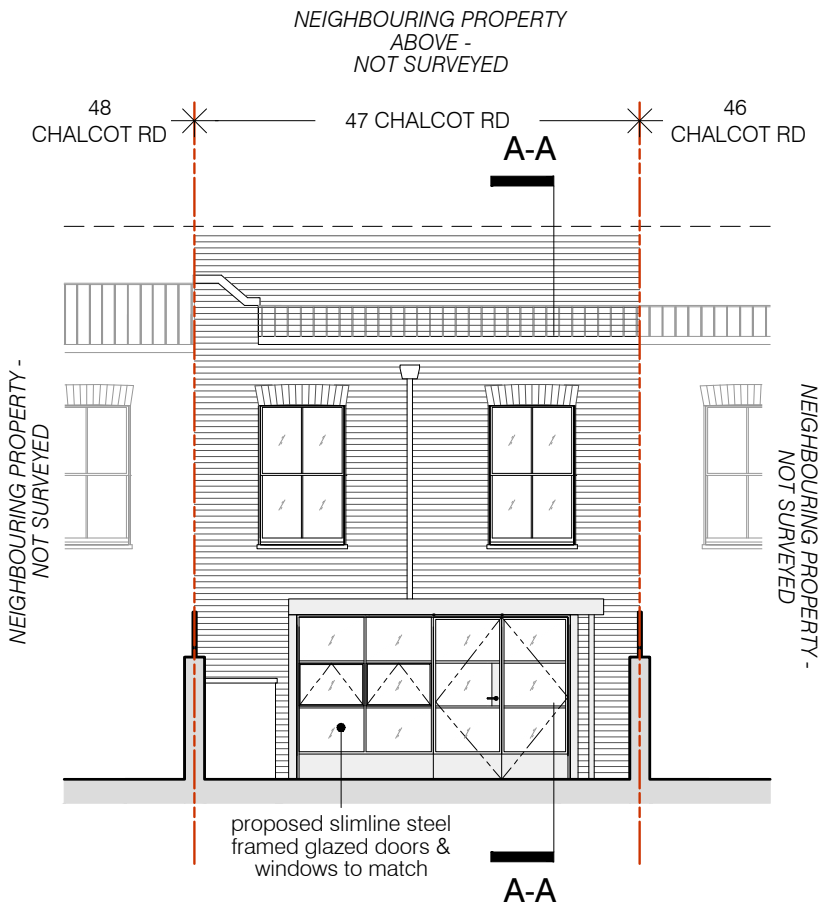 NEIGHBOURING PROPERTY
ABOVE -
NOT SURVEYED
48
CHALCOT RD
47 CHALCOT RD
46
CHALCOT RD
A-A
NEIGHBOURING PROPERTY -
NOT SURVEYED
NEIGHBOURING PROPERTY -
NOT SURVEYED
proposed slimline steel
framed glazed doors &
windows to match
A-A